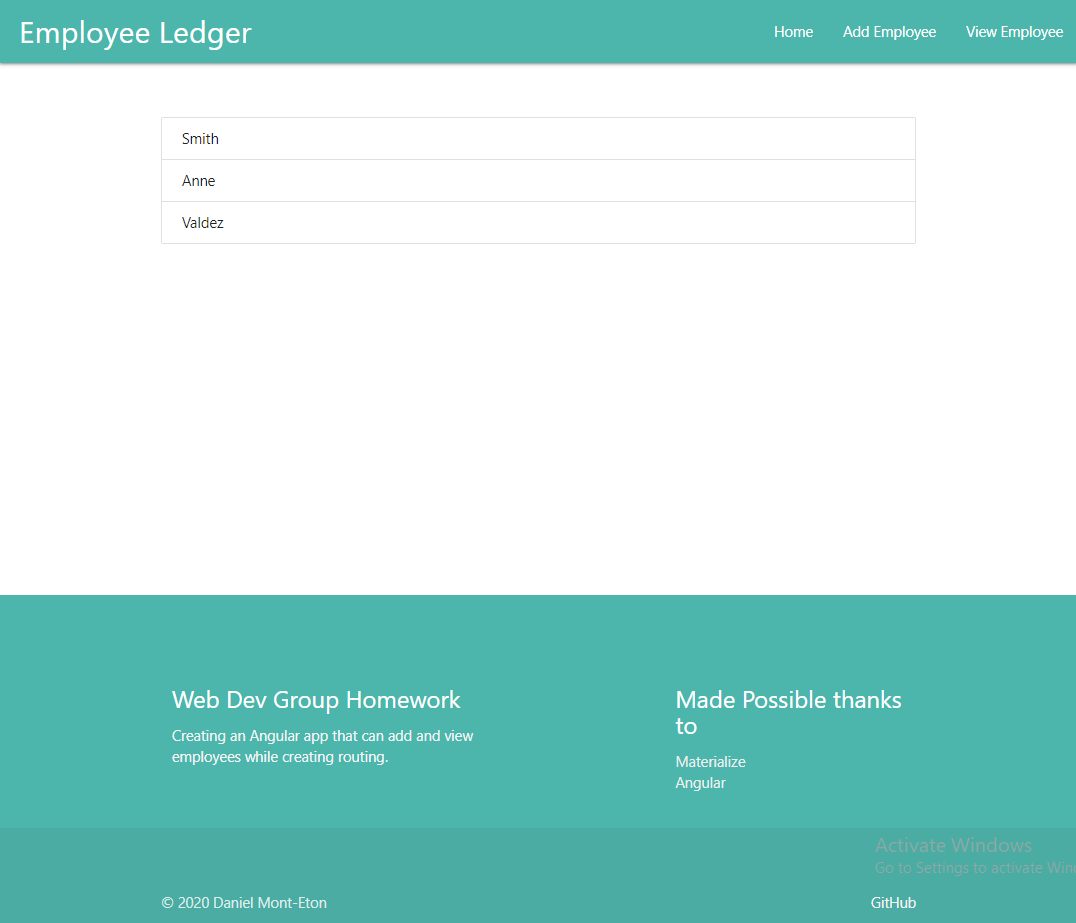 Employee Ledger
Home
Add Employee
View Employee
Smith
Anne
Valdez
Web Dev Group Homework
Creating an Angular app that can add and view
employees while creating routing.
Made Possible thanks
to
Materialize
Angular
Activate Windows
Go to Settings to activate Win
© 2020 Daniel Mont-Eton
GitHub